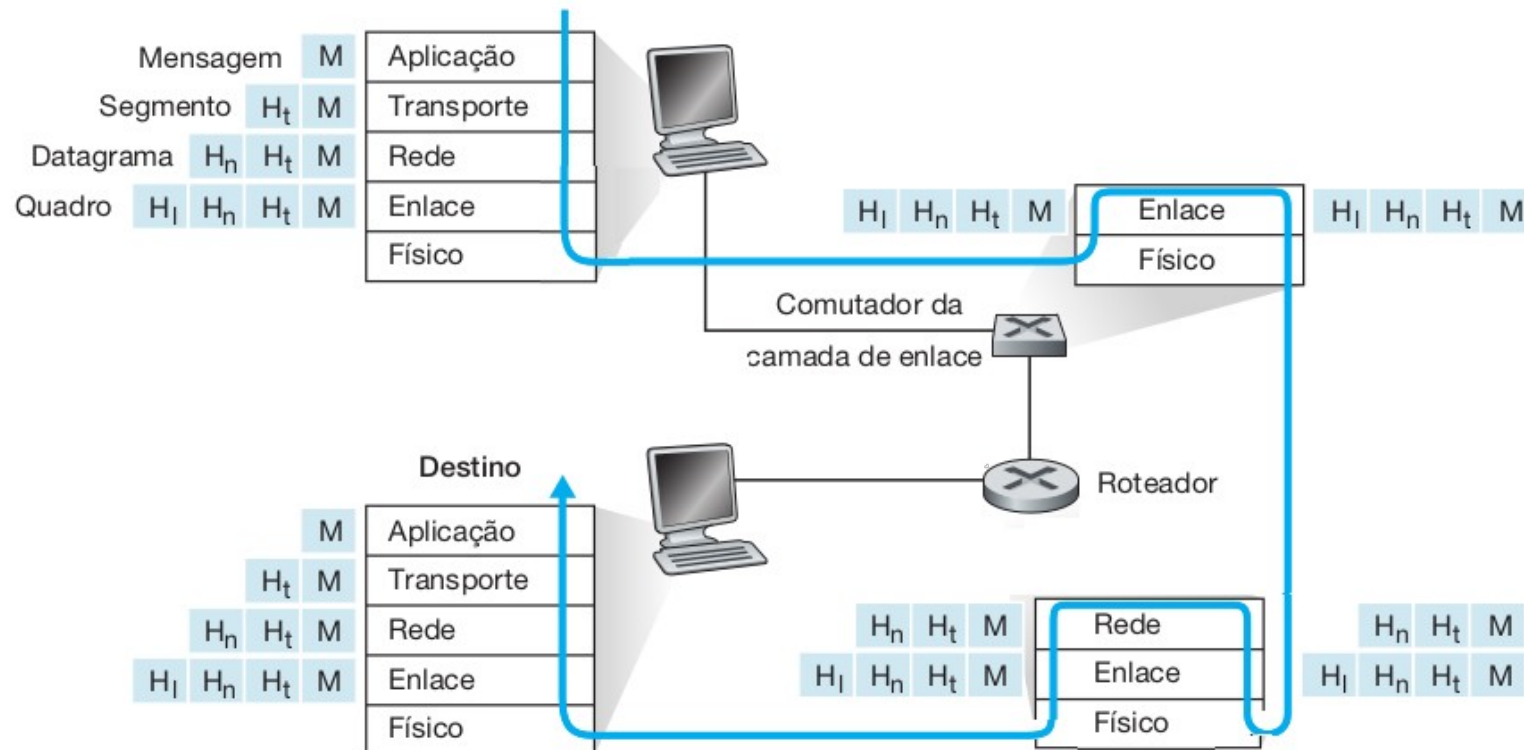 Mensagem M Aplicação
Segmento Ht M Transporte
Datagrama Hn Ht M Rede
Quadro Hl Hn Ht M Enlace
Físico
Hl Hn Ht M Enlace Hl Hn Ht M
Físico
Comutador da
camada de enlace
Roteador
Destino
M Aplicação
Ht M Transporte
Hn Ht M Rede
Hl Hn Ht M Enlace
Físico
Hn Ht M Rede Hn Ht M
Hl Hn Ht M Enlace Hl Hn Ht M
Físico